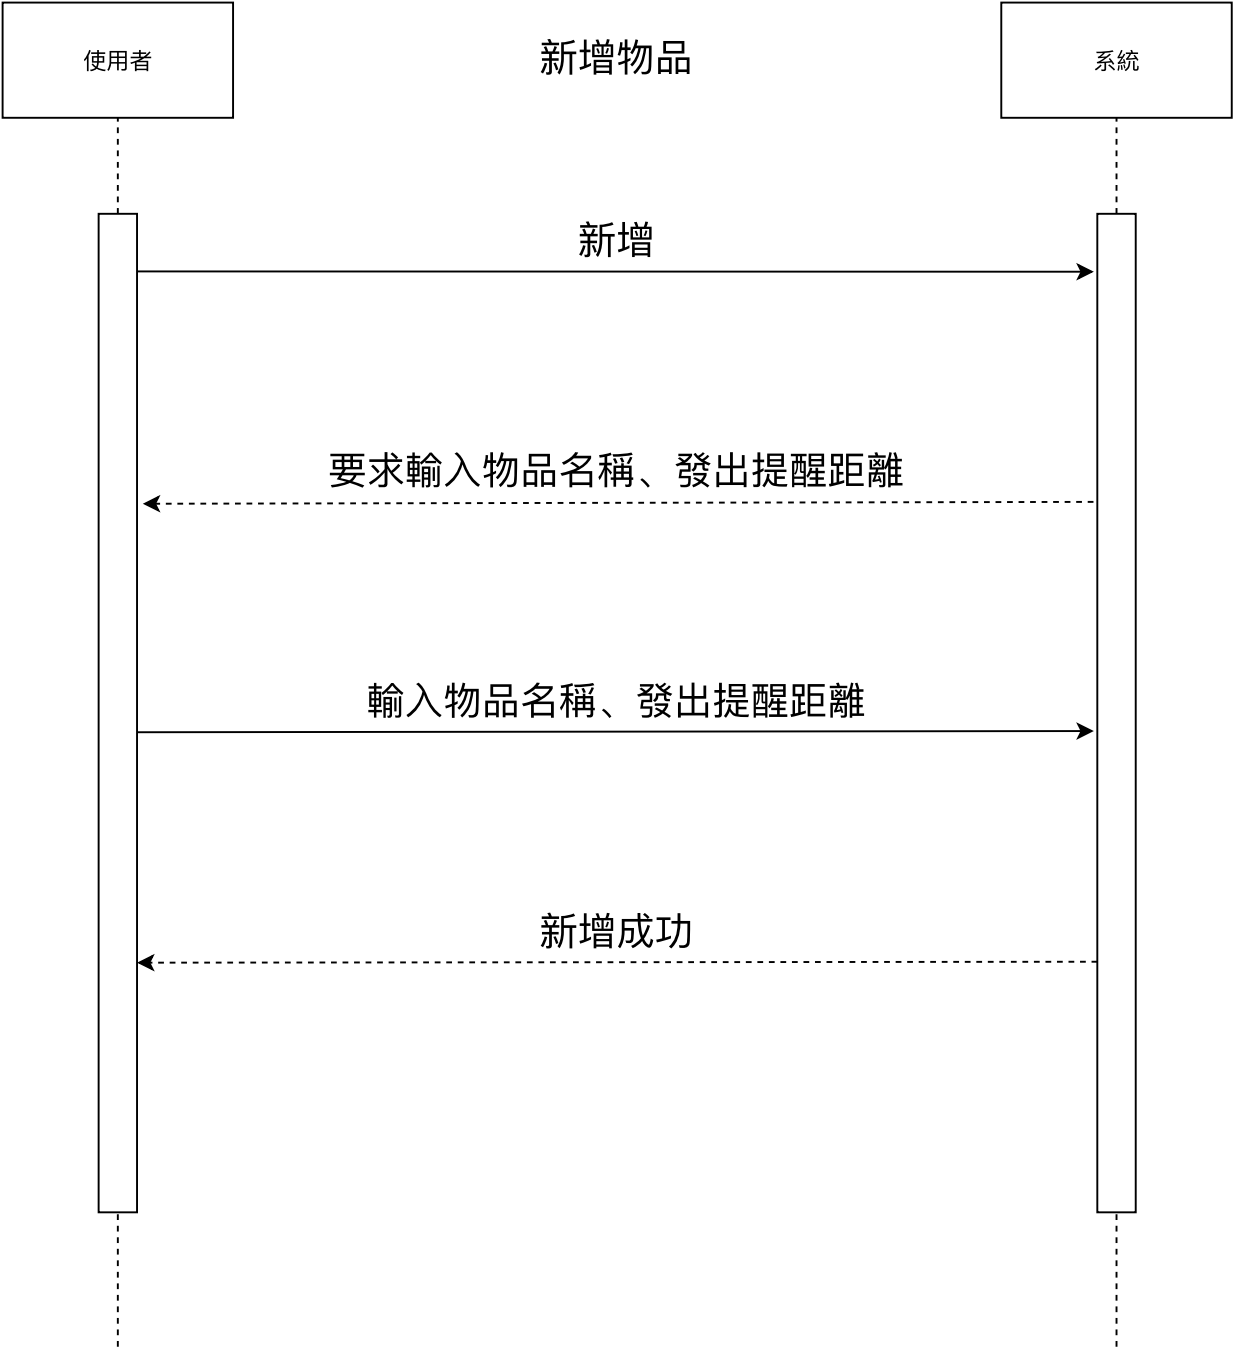 使用者
新增物品
系統
新增
要求輸入物品名稱、發出提醒距離
輸入物品名稱、發出提醒距離
新增成功